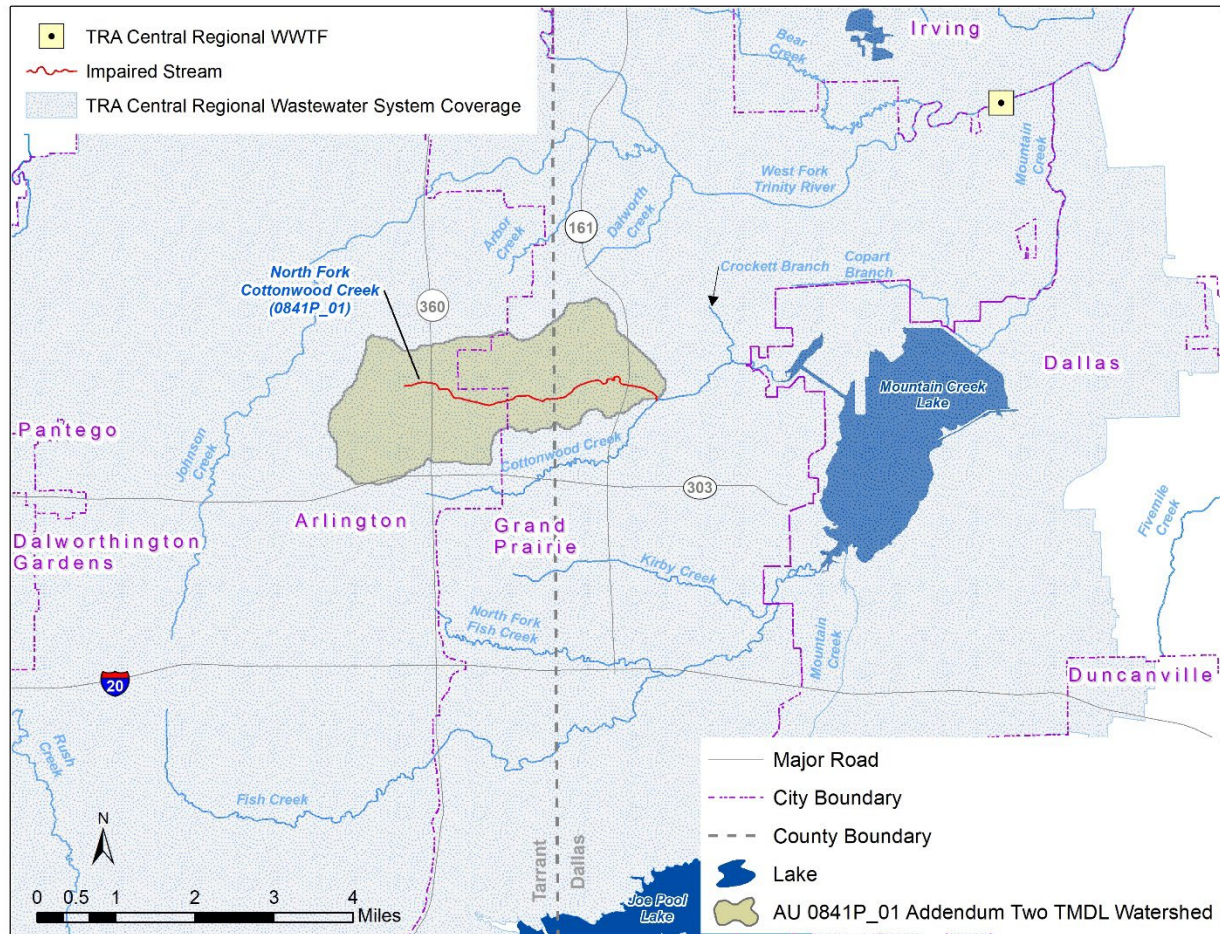 TRA Central Regional WWTF
Impaired Stream
TRA Central Regional Wastewater System Coverage
Irving
Bear
Creek
Mountain
Creek
West Fork
Trinity River
161
Dalworth
Creek
Arbor
Creek
North Fork
Cottonwood Creek
(0841P_01)
360
Crockett Branch
Copart
Branch
Dallas
Mountain Creek
Lake
Pantego
Johnson
Creek
Cottonwood Creek
303
Arlington
Grand
Prairie
Dalworthington
Gardens
Fivemile
Creek
Kirby Creek
North Fork
Fish Creek
Mountain
Creek
Duncanville
20
Rush
Creek
Fish Creek
N
Tarrant
Dallas
Joe Pool
Lake
0 0.5 1 2 3 4
Miles
Major Road
City Boundary
County Boundary
Lake
AU 0841P_01 Addendum Two TMDL Watershed